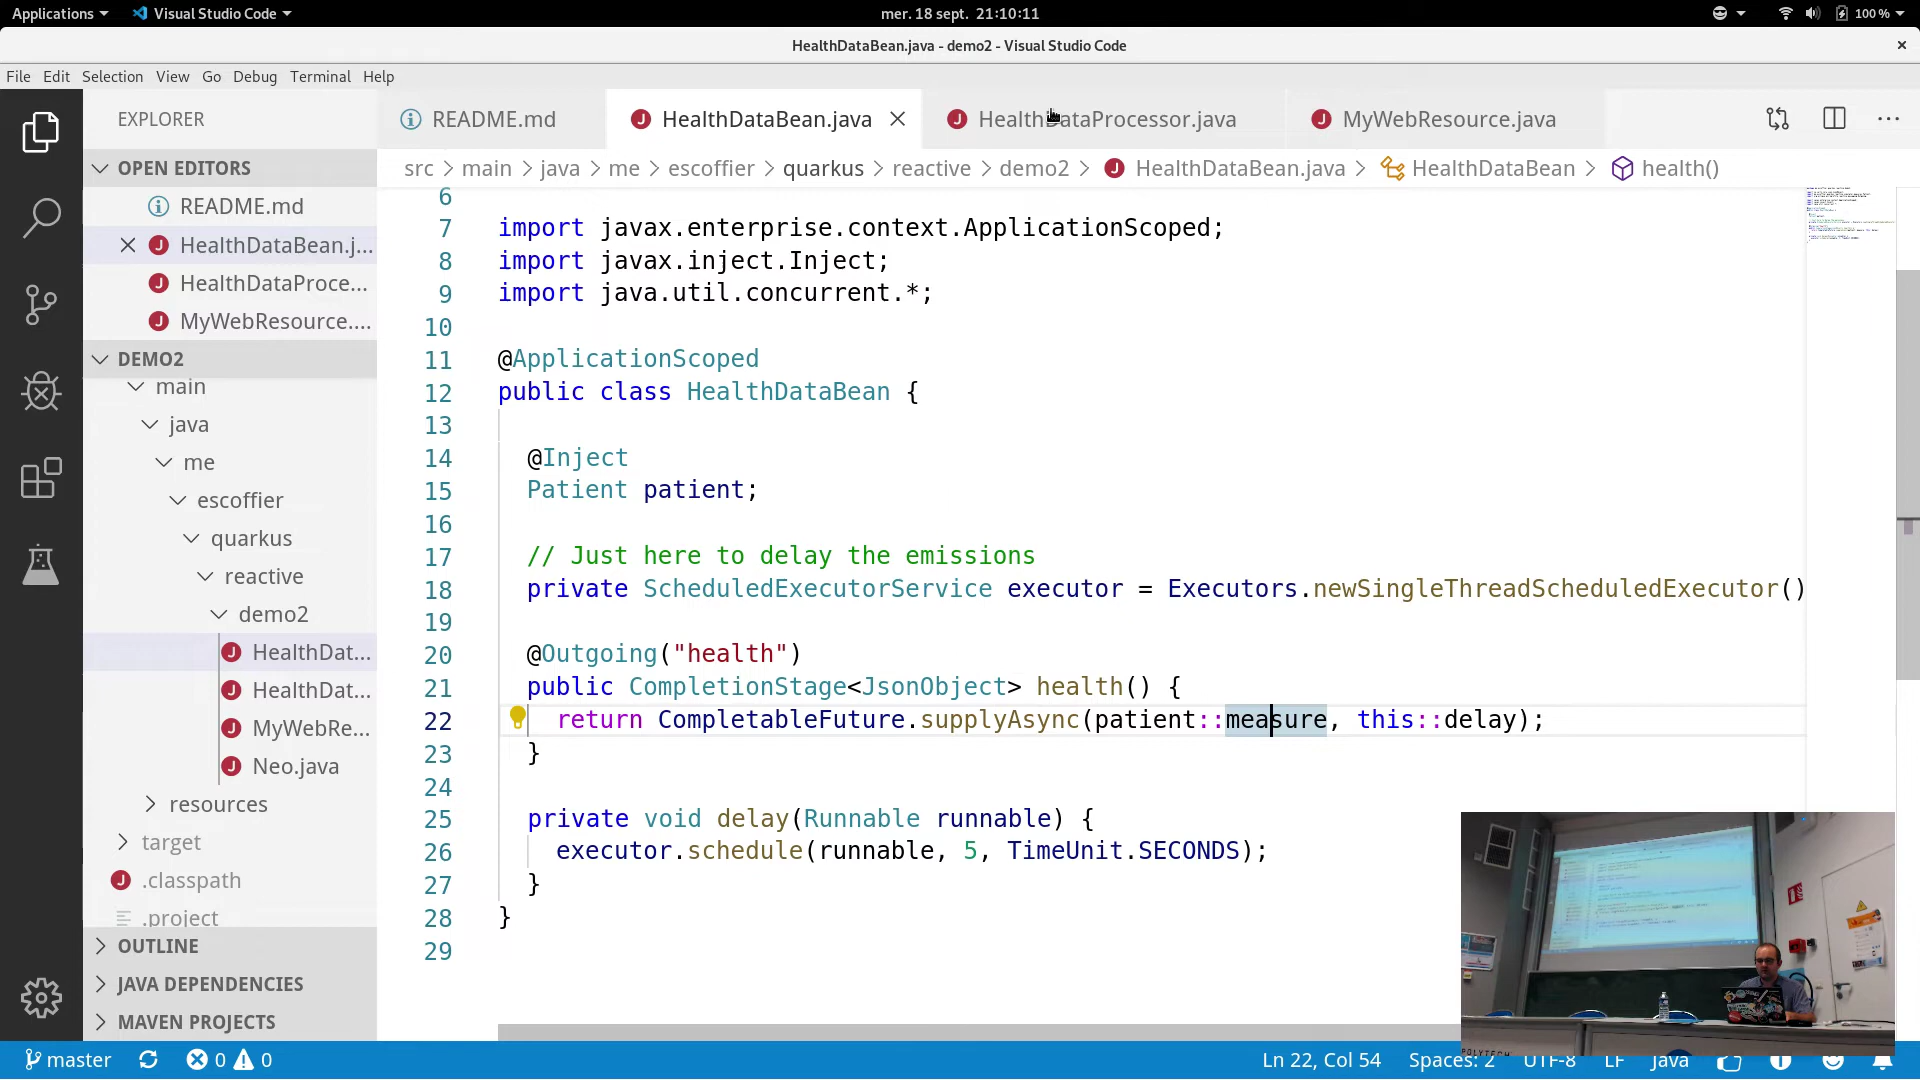 Applications
Visual Studio Code
mer. 18 sept. 21:10:11
100 %
HealthDataBean.java - demo2 - Visual Studio Code
File Edit Selection View Go Debug Terminal Help
EXPLORER
OPEN EDITORS
README.md
HealthDataBean.j...
HealthDataProce...
MyWebResource....
DEMO2
main
java
me
escoffier
quarkus
reactive
demo2
HealthDat...
HealthDat...
MyWebRe...
Neo.java
resources
target
.classpath
.project
OUTLINE
JAVA DEPENDENCIES
MAVEN PROJECTS
README.md
HealthDataBean.java
HealthDataProcessor.java
MyWebResource.java
src > main > java > me > escoffier > quarkus > reactive > demo2 > HealthDataBean.java > HealthDataBean > health()
6
7 import javax.enterprise.context.ApplicationScoped;
8 import javax.inject.Inject;
9 import java.util.concurrent.*;
10
11 @ApplicationScoped
12 public class HealthDataBean {
13
14 @Inject
15 Patient patient;
16
17 // Just here to delay the emissions
18 private ScheduledExecutorService executor = Executors.newSingleThreadScheduledExecutor()
19
20 @Outgoing("health")
21 public CompletionStage<JsonObject> health() {
22 return CompletableFuture.supplyAsync(patient::measure, this::delay);
23 }
24
25 private void delay(Runnable runnable) {
26 executor.schedule(runnable, 5, TimeUnit.SECONDS);
27 }
28 }
29
POLYTECH
master
0
0
Ln 22, Col 54
Spaces: 2
UTF-8
LF
Java